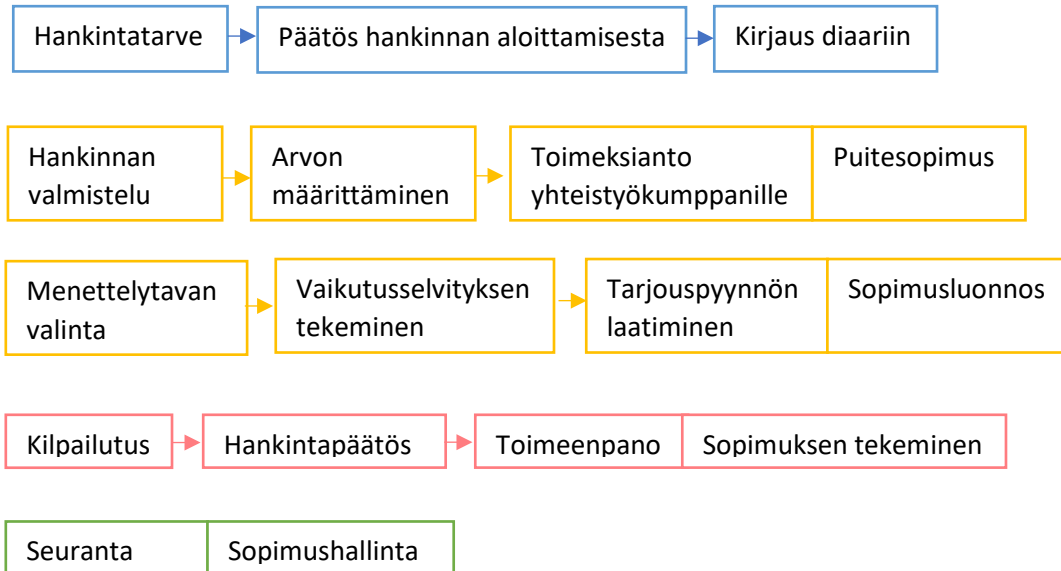 Hankintatarve
Päätös hankinnan aloittamisesta
Kirjaus diaariin
Hankinnan
valmistelu
Arvon
määrittäminen
Toimeksianto
yhteistyökumppanille
Puitesopimus
Menettelytavan
valinta
Vaikutusselvityksen
tekeminen
Tarjouspyynnön
laatiminen
Sopimusluonnos
Kilpailutus
Hankintapäätös
Toimeenpano
Sopimuksen tekeminen
Seuranta
Sopimushallinta